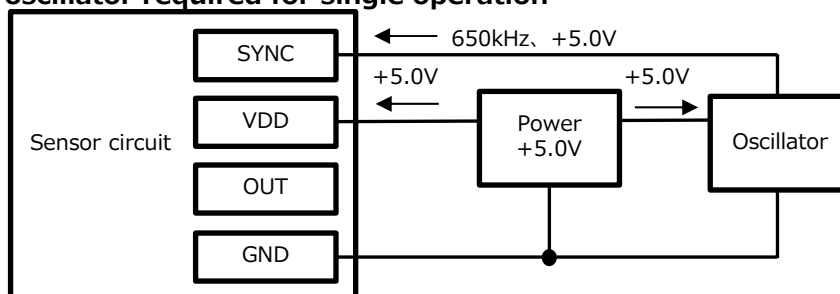 oscillator required for single operation
SYNC
650kHz、+5.0V
+5.0V
+5.0V
VDD
Power
+5.0V
Oscillator
Sensor circuit
OUT
GND